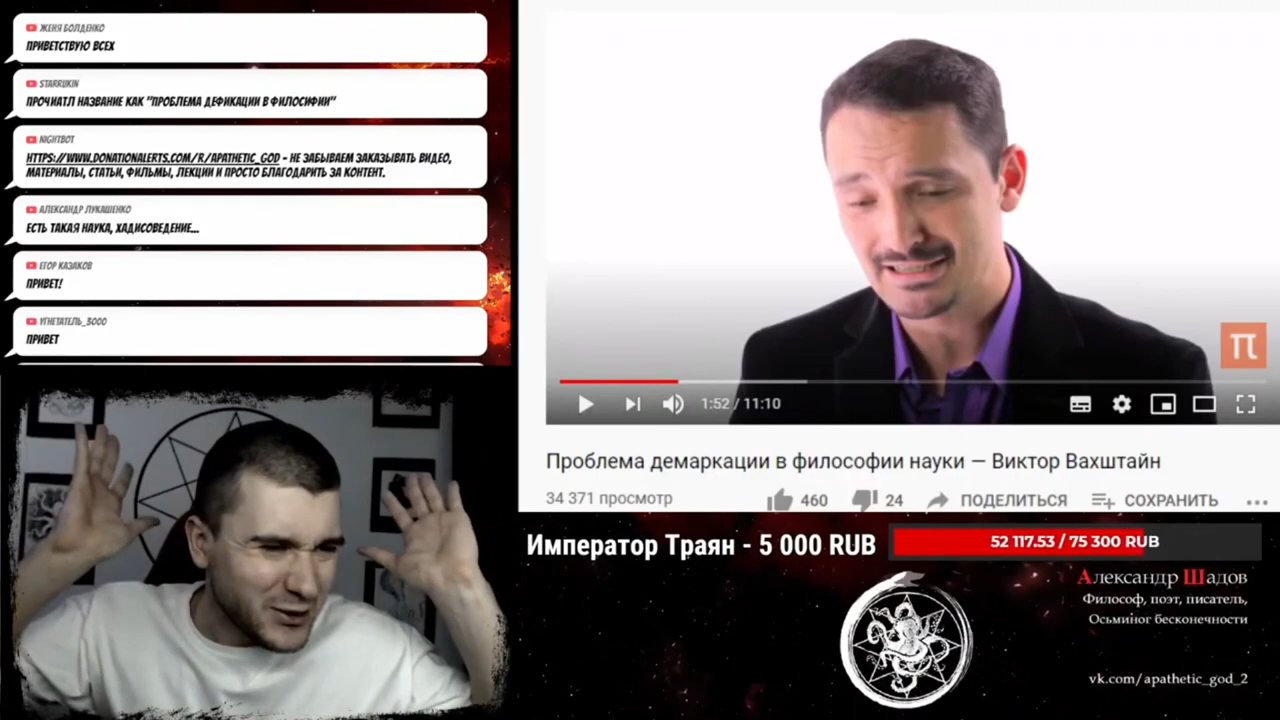 ЖЕНЯ БОЛДЕНКО
ПРИВЕТСТВУЮ ВСЕХ
STARRUKIN
ПРОЧИАТЛ НАЗВАНИЕ КАК "ПРОБЛЕМА ДЕФИКАЦИИ В ФИЛОСИФИИ"
NIGHTBOT
HTTPS://WWW.DONATIONALERTS.COM/R/APATHETIC_GOD - НЕ ЗАБЫВАЕМ ЗАКАЗЫВАТЬ ВИДЕО,
МАТЕРИАЛЫ, СТАТЬИ, ФИЛЬМЫ, ЛЕКЦИИ И ПРОСТО БЛАГОДАРИТЬ ЗА КОНТЕНТ.
АЛЕКСАНДР ЛУКАШЕНКО
ЕСТЬ ТАКАЯ НАУКА, ХАДИСОВЕДЕНИЕ...
ЕГОР КАЗАКОВ
ПРИВЕТ!
УГНЕТАТЕЛЬ_3000
ПРИВЕТ
π
1:52 / 11:10
Проблема демаркации в философии науки — Виктор Вахштайн
34 371 просмотр 460 24 ПОДЕЛИТЬСЯ СОХРАНИТЬ
Император Траян - 5 000 RUB
52 117.53 / 75 300 RUB
Александр Шадов
Философ, поэт, писатель,
Осьминог бесконечности
vk.com/apathetic_god_2